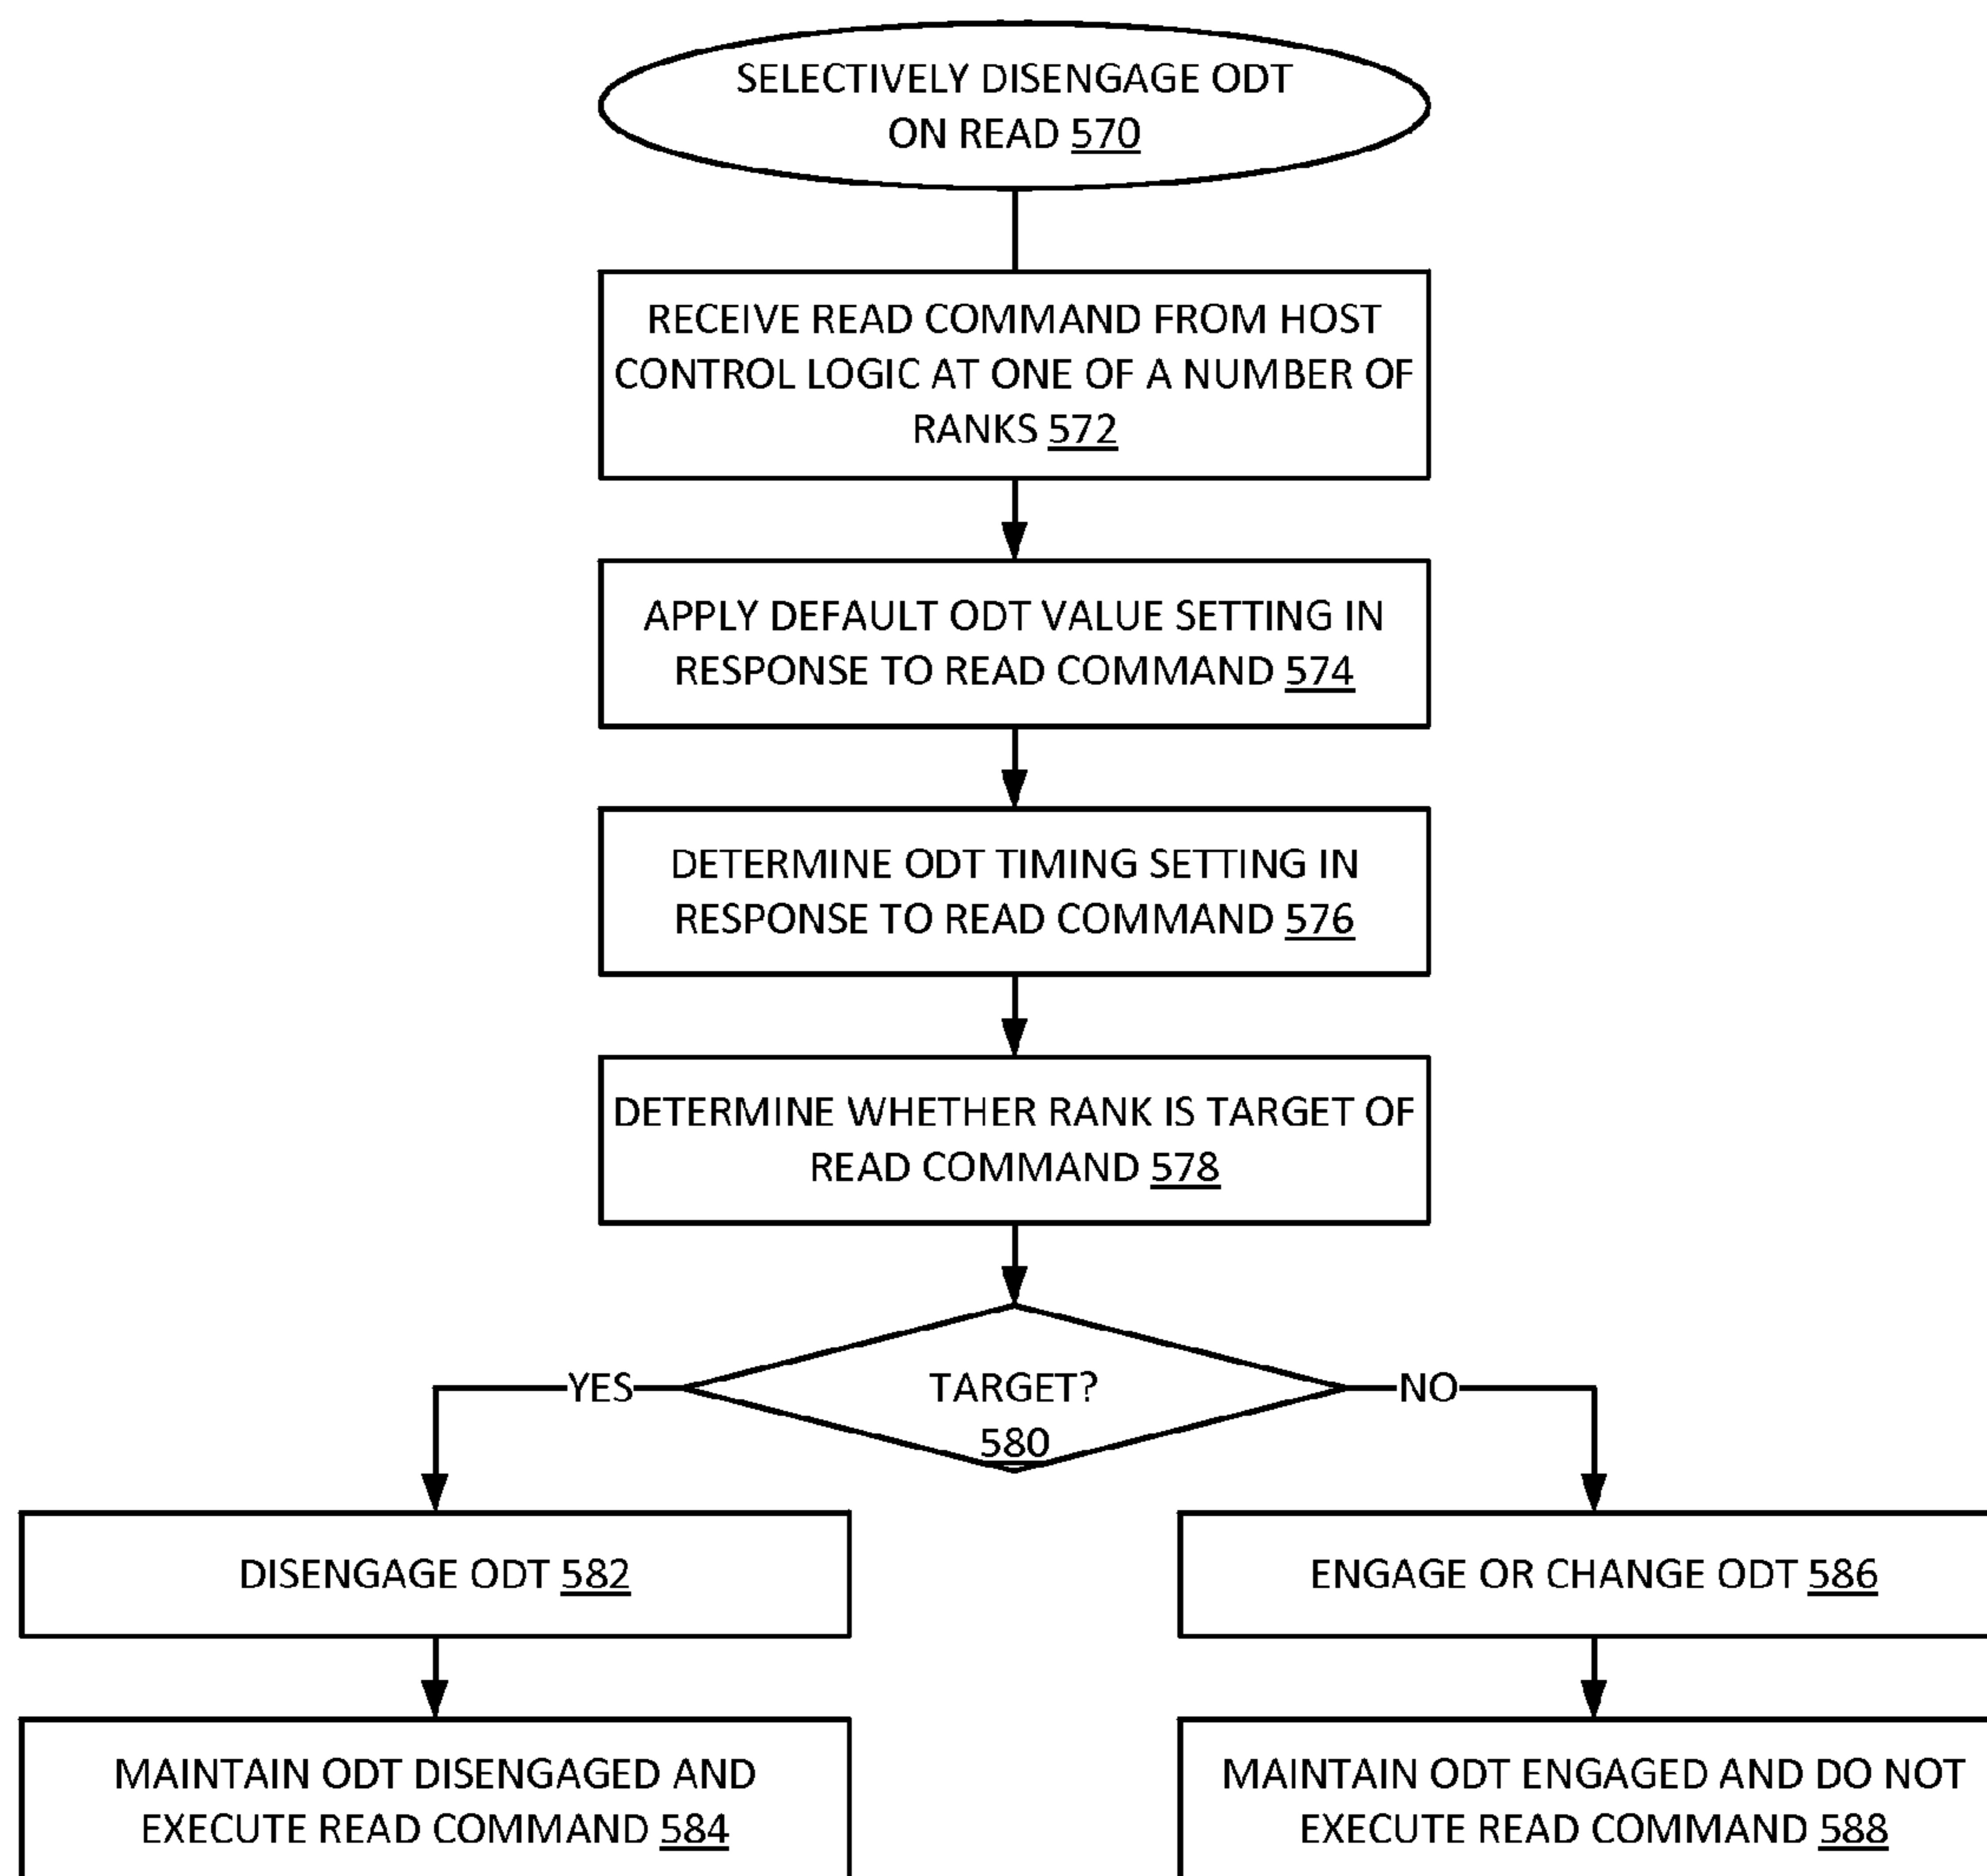 SELECTIVELY DISENGAGE ODT
ON READ 570
RECEIVE READ COMMAND FROM HOST
CONTROL LOGIC AT ONE OF A NUMBER OF
RANKS 572
APPLY DEFAULT ODT VALUE SETTING IN
RESPONSE TO READ COMMAND 574
DETERMINE ODT TIMING SETTING IN
RESPONSE TO READ COMMAND 576
DETERMINE WHETHER RANK IS TARGET OF
READ COMMAND 578
YES
TARGET?
580
NO
DISENGAGE ODT 582
ENGAGE OR CHANGE ODT 586
MAINTAIN ODT DISENGAGED AND
EXECUTE READ COMMAND 584
MAINTAIN ODT ENGAGED AND DO NOT
EXECUTE READ COMMAND 588